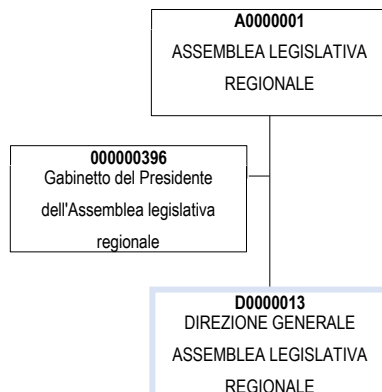 A0000001
ASSEMBLEA LEGISLATIVA
REGIONALE
000000396
Gabinetto del Presidente
dell'Assemblea legislativa
regionale
D0000013
DIREZIONE GENERALE
ASSEMBLEA LEGISLATIVA
REGIONALE